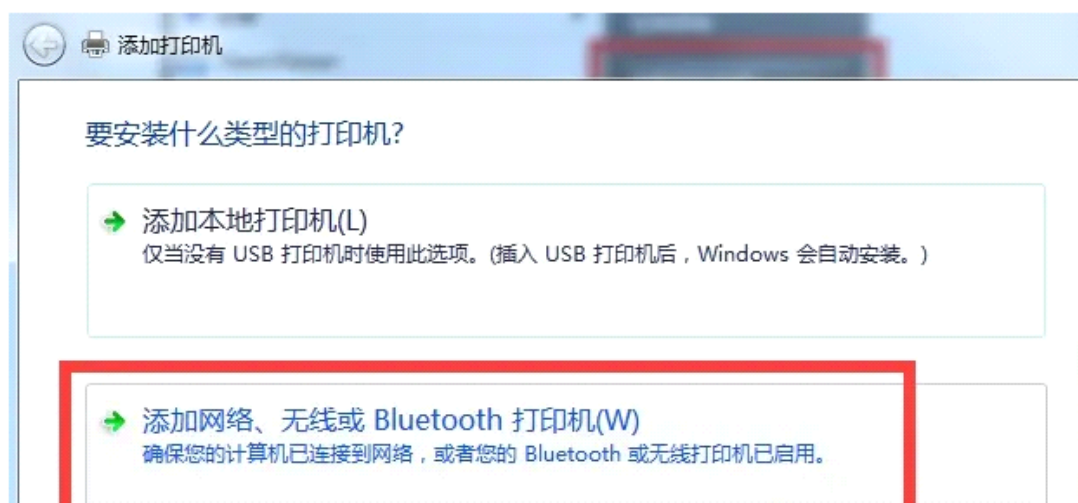 添加打印机
要安装什么类型的打印机?
添加本地打印机(L)
仅当没有 USB 打印机时使用此选项。(插入 USB 打印机后，Windows 会自动安装。)
添加网络、无线或 Bluetooth 打印机(W)
确保您的计算机已连接到网络，或者您的 Bluetooth 或无线打印机已启用。